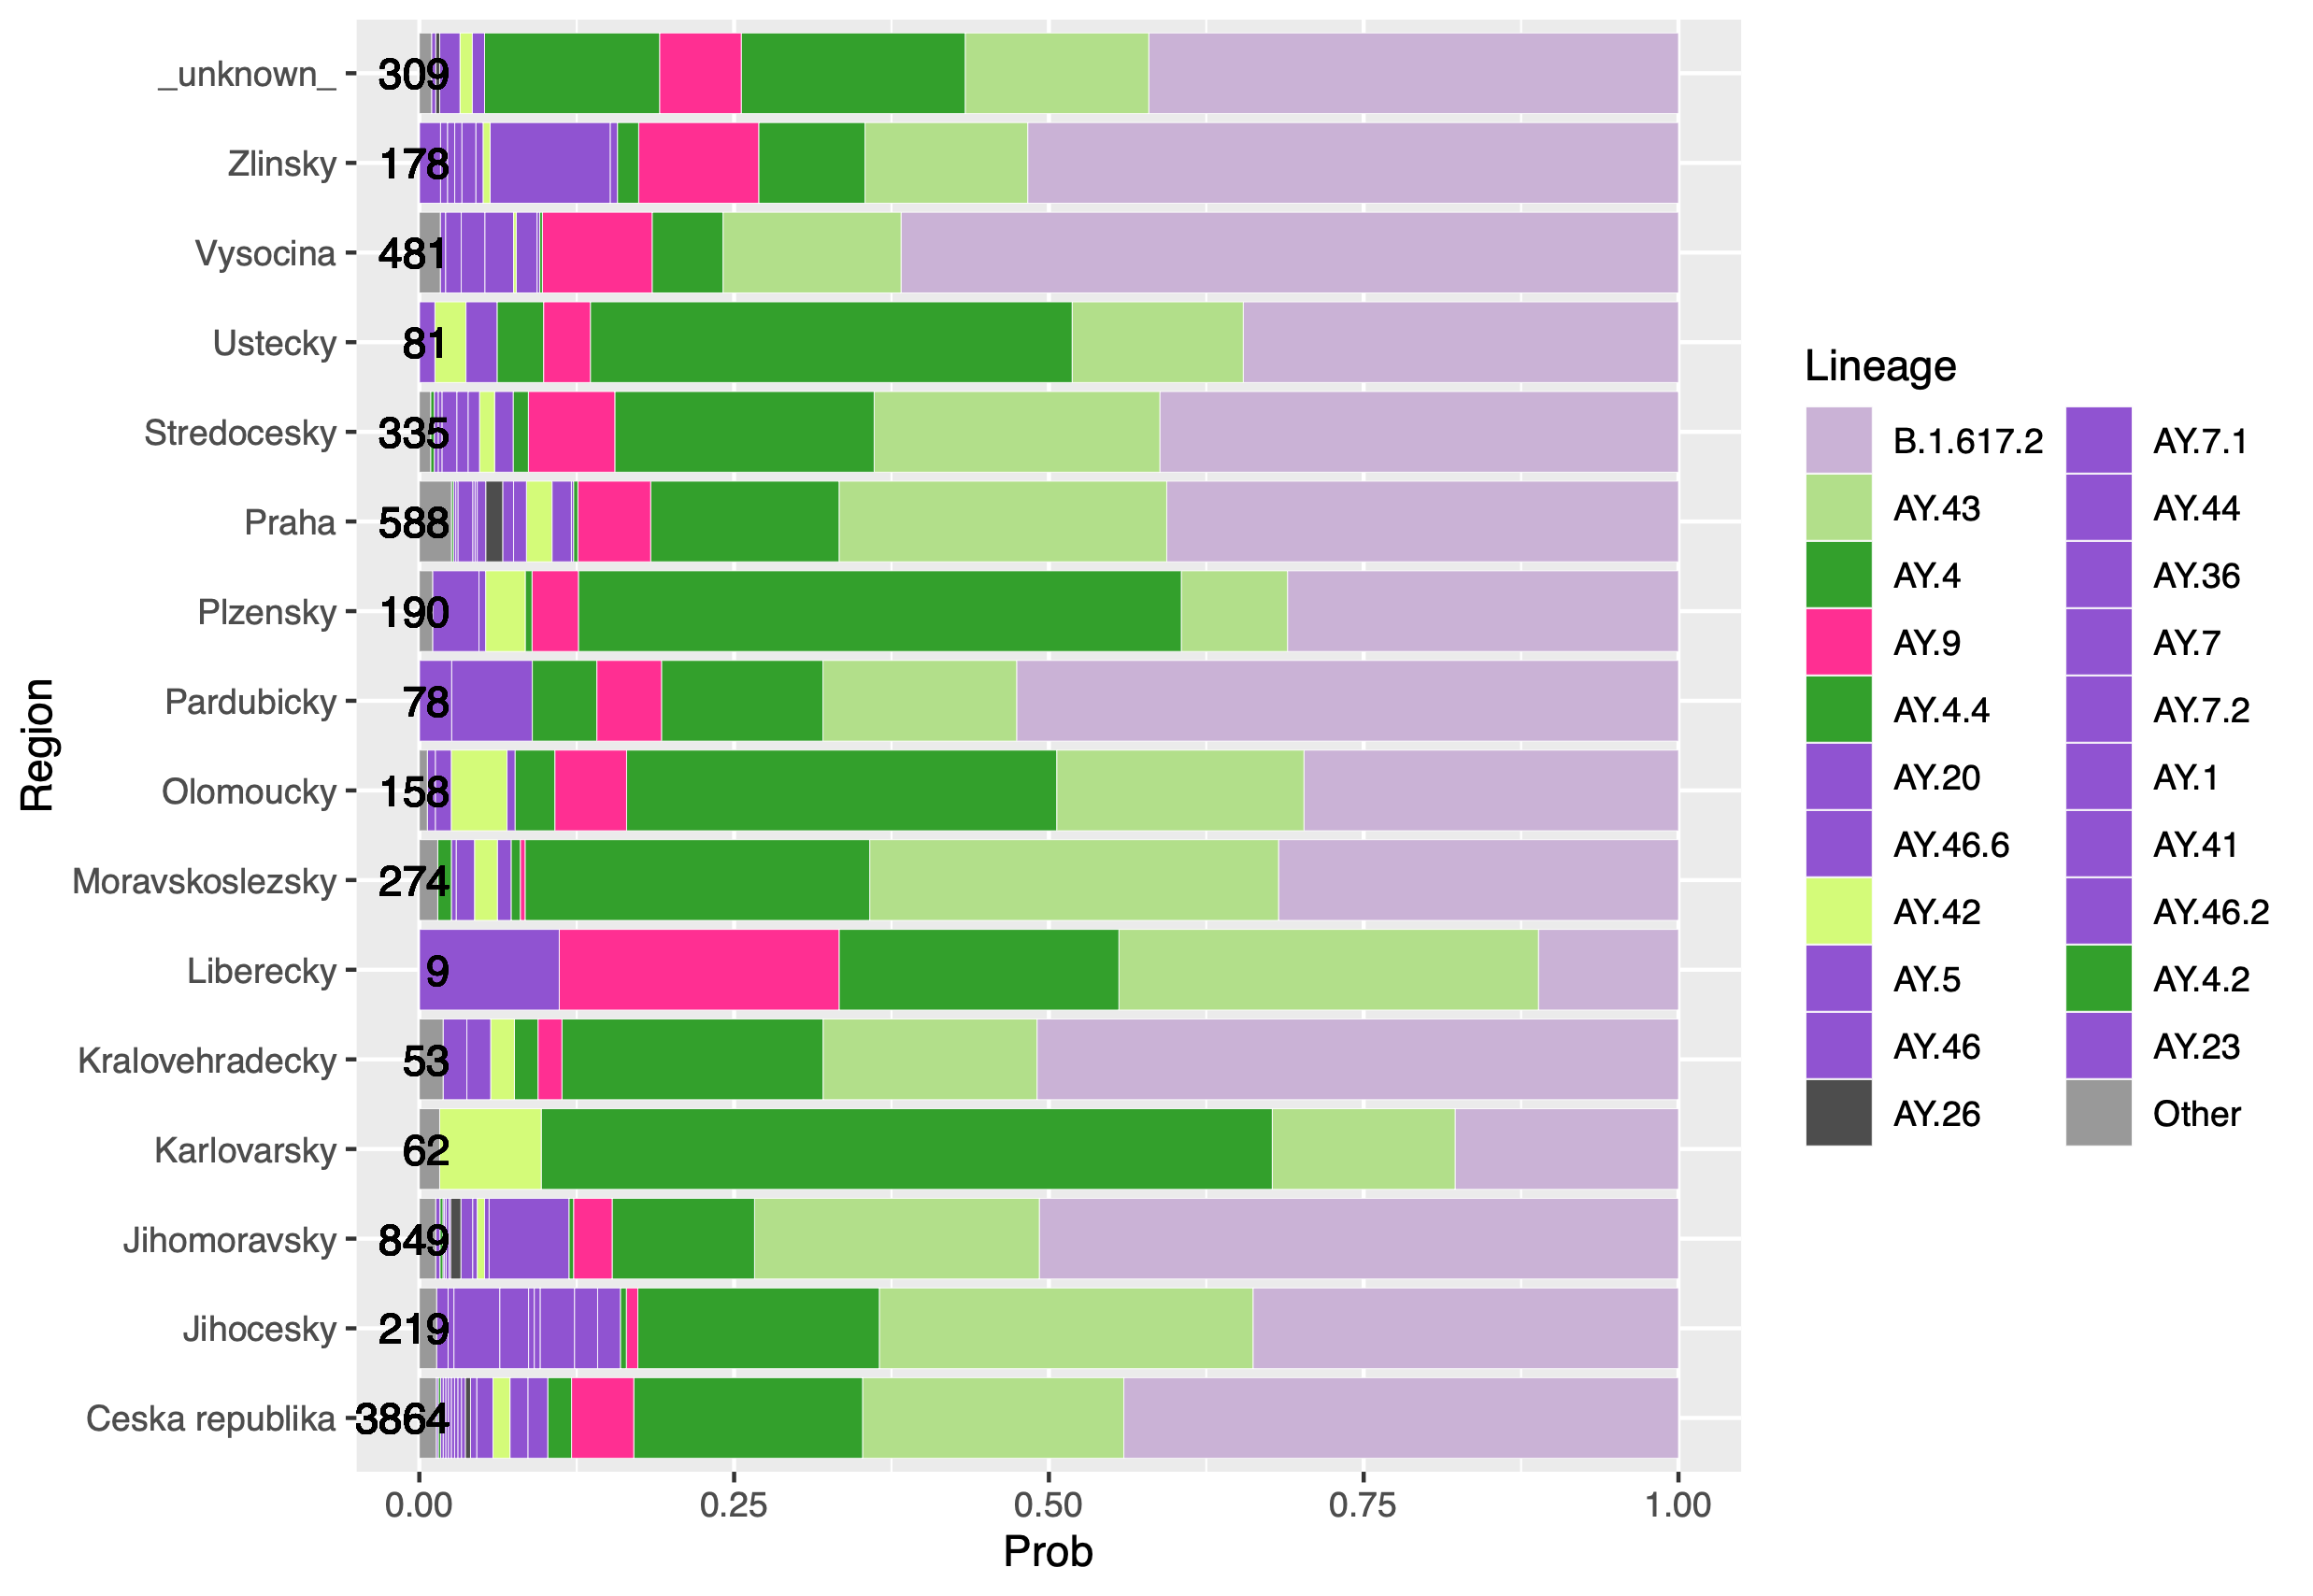 _unknown_ 309
Zlinsky 178
Vysocina 481
Ustecky 81
Stredocesky 335
Praha 588
Plzensky 190
Pardubicky 78
Olomoucky 158
Moravskoslezsky 274
Liberecky 9
Kralovehradecky 53
Karlovarsky 62
Jihomoravsky 849
Jihocesky 219
Ceska republika 3864
Region
0.00 0.25 0.50 0.75 1.00
Prob
Lineage
B.1.617.2
AY.43
AY.4
AY.9
AY.4.4
AY.20
AY.46.6
AY.42
AY.5
AY.46
AY.26
AY.7.1
AY.44
AY.36
AY.7
AY.7.2
AY.1
AY.41
AY.46.2
AY.4.2
AY.23
Other